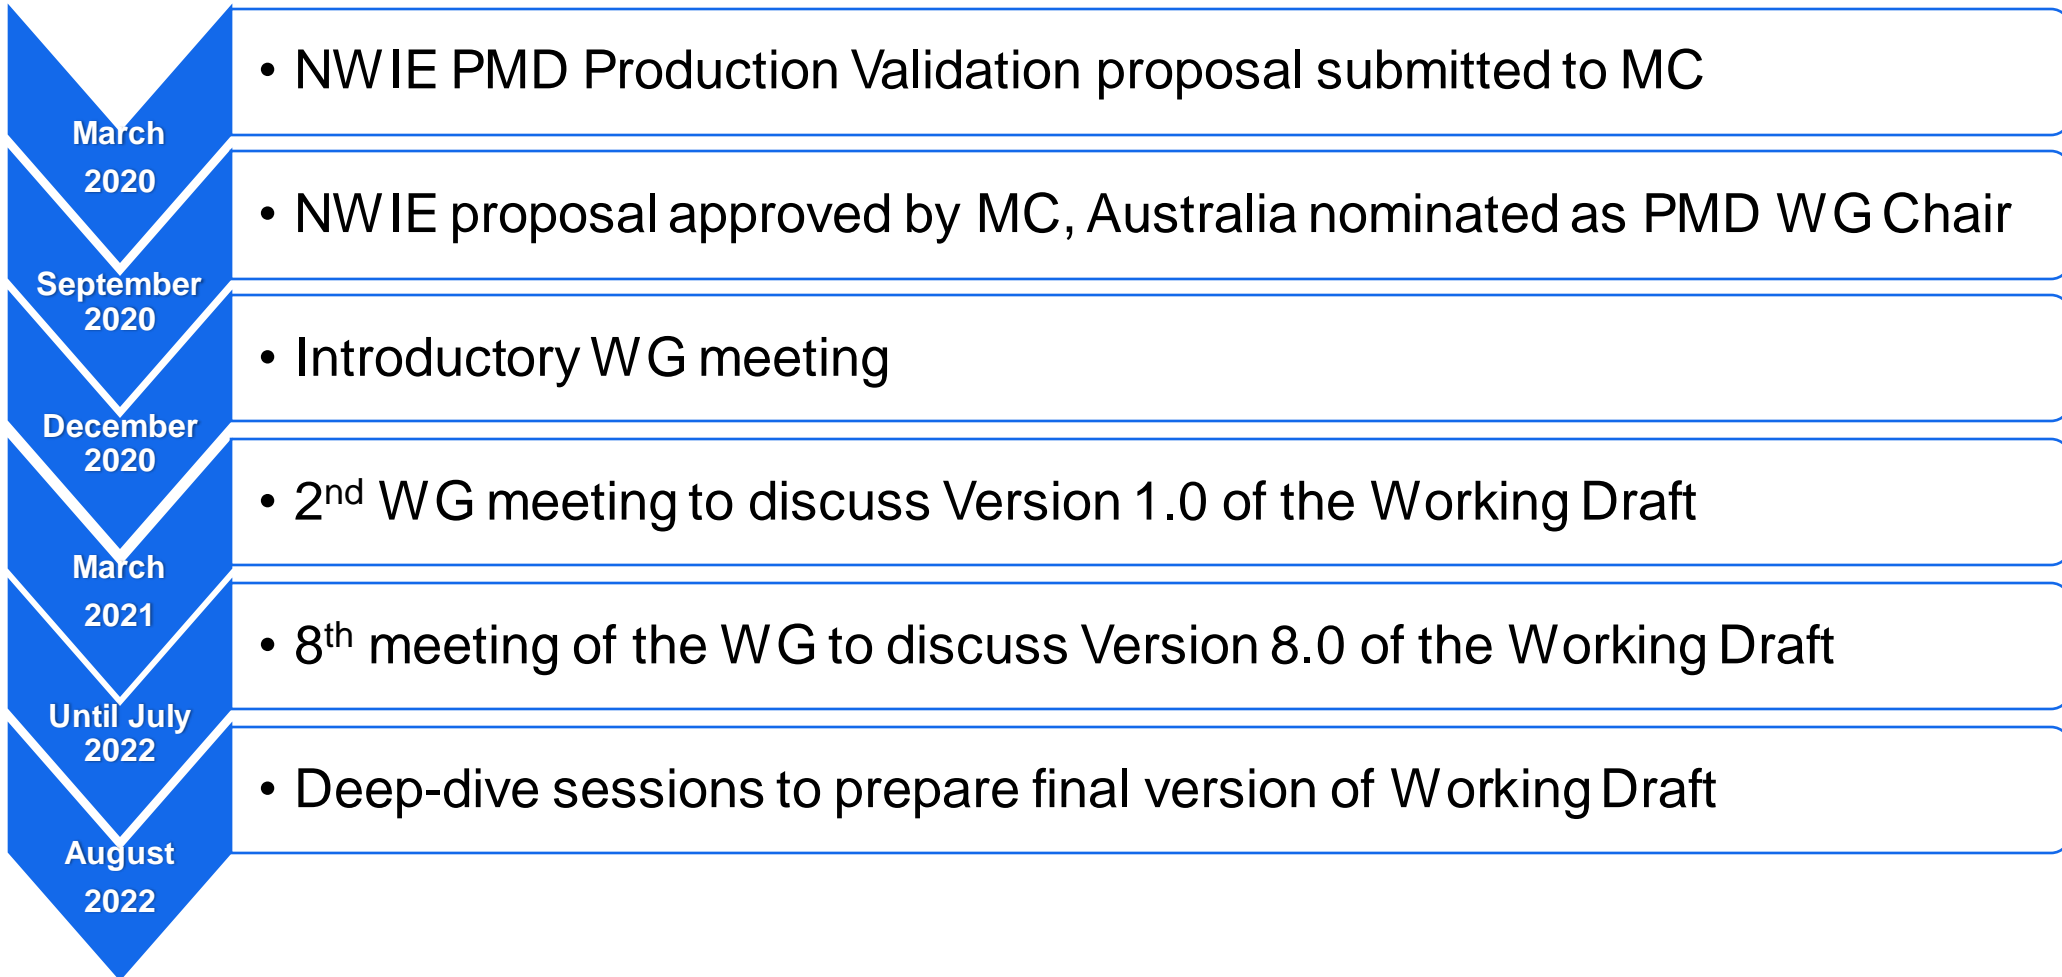 • NWIE PMD Production Validation proposal submitted to MC
March
2020
• NWIE proposal approved by MC, Australia nominated as PMD WG Chair
September
2020
• Introductory WG meeting
December
2020
• 2nd WG meeting to discuss Version 1.0 of the Working Draft
March
2021
• 8th meeting of the WG to discuss Version 8.0 of the Working Draft
Until July
2022
• Deep-dive sessions to prepare final version of Working Draft
August
2022